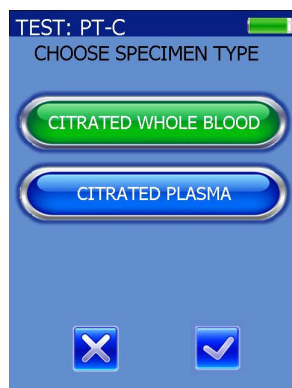 TEST: PT-C
CHOOSE SPECIMEN TYPE
CITRATED WHOLE BLOOD
CITRATED PLASMA